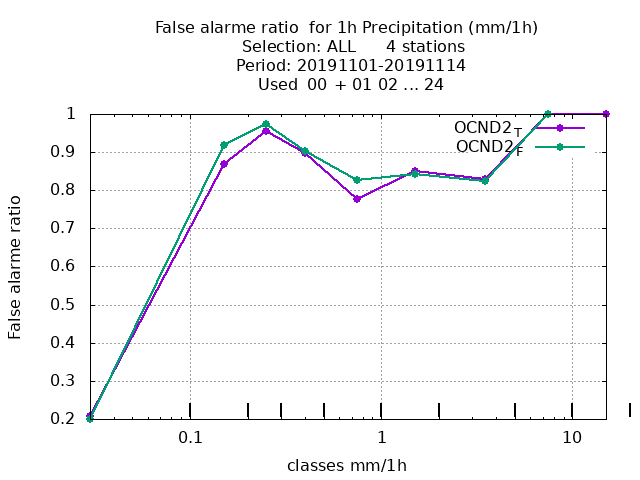 False alarme ratio  for 1h Precipitation (mm/1h)
Selection: ALL      4 stations
Period: 20191101-20191114
Used  00  + 01 02 ... 24
OCND2T
OCND2F
1
0.9
0.8
0.7
0.6
0.5
0.4
0.3
0.2
False alarme ratio
0.1 1 10
classes mm/1h